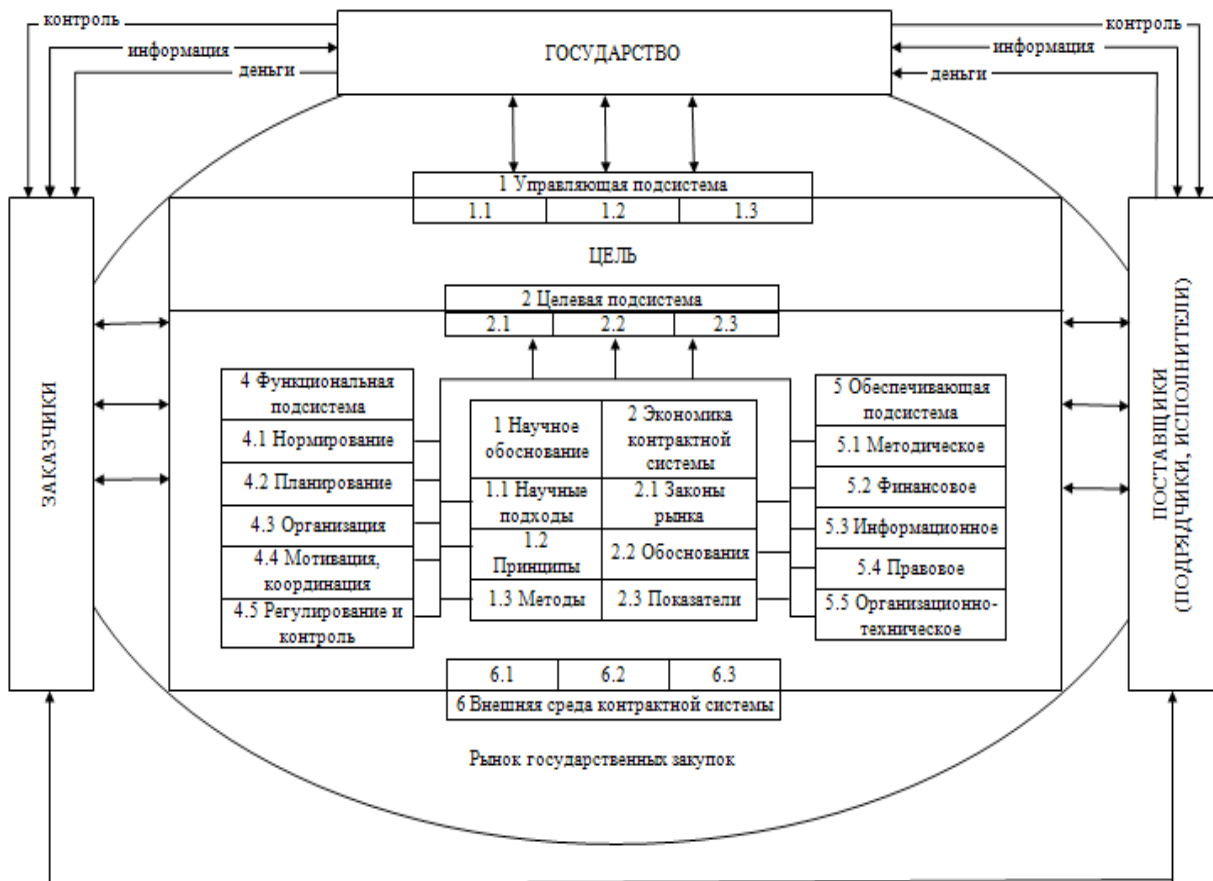 контроль
информация
деньги
ГОСУДАРСТВО
контроль
информация
деньги
1 Управляющая подсистема
1.1
1.2
1.3
ЦЕЛЬ
2 Целевая подсистема
2.1
2.2
2.3
ЗАКАЗЧИКИ
4 Функциональная
подсистема
4.1 Нормирование
4.2 Планирование
4.3 Организация
4.4 Мотивация,
координация
4.5 Регулирование и
контроль
1 Научное
обоснование
1.1 Научные
подходы
1.2
Принципы
1.3 Методы
2 Экономика
контрактной
системы
2.1 Законы
рынка
2.2 Обоснования
2.3 Показатели
5 Обеспечивающая
подсистема
5.1 Методическое
5.2 Финансовое
5.3 Информационное
5.4 Правовое
5.5 Организационно-
техническое
ПОСТАВЩИКИ
(ПОДРЯДЧИКИ, ИСПОЛНИТЕЛИ)
6.1
6.2
6.3
6 Внешняя среда контрактной системы
Рынок государственных закупок